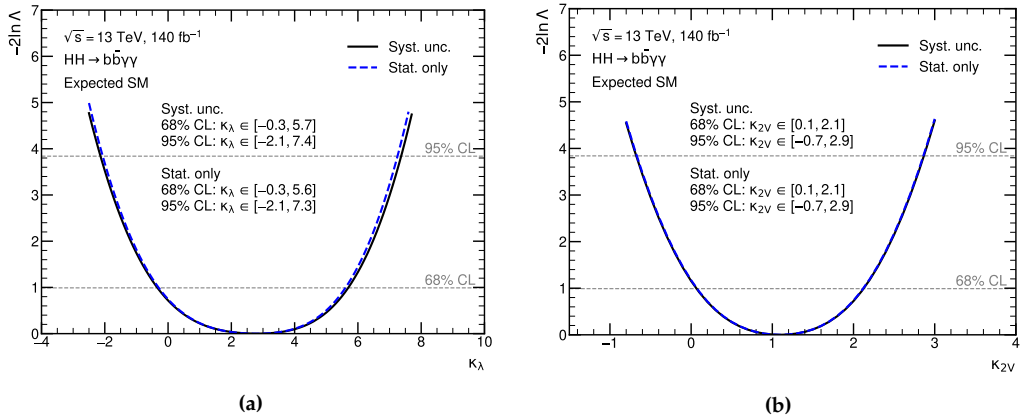 −2ln Λ
7
6
5
4
3
2
1
0
√s = 13 TeV, 140 fb⁻¹
HH → bb̄γγ
Expected SM
Syst. unc.
Stat. only
Syst. unc.
68% CL: κλ ∈ [−0.3, 5.7]
95% CL: κλ ∈ [−2.1, 7.4]
95% CL
Stat. only
68% CL: κλ ∈ [−0.3, 5.6]
95% CL: κλ ∈ [−2.1, 7.3]
68% CL
−4 −2 0 2 4 6 8 10
κλ
(a)
−2ln Λ
7
6
5
4
3
2
1
0
√s = 13 TeV, 140 fb⁻¹
HH → bb̄γγ
Expected SM
Syst. unc.
Stat. only
Syst. unc.
68% CL: κ2V ∈ [0.1, 2.1]
95% CL: κ2V ∈ [−0.7, 2.9]
95% CL
Stat. only
68% CL: κ2V ∈ [0.1, 2.1]
95% CL: κ2V ∈ [−0.7, 2.9]
68% CL
−1 0 1 2 3 4
κ2V
(b)